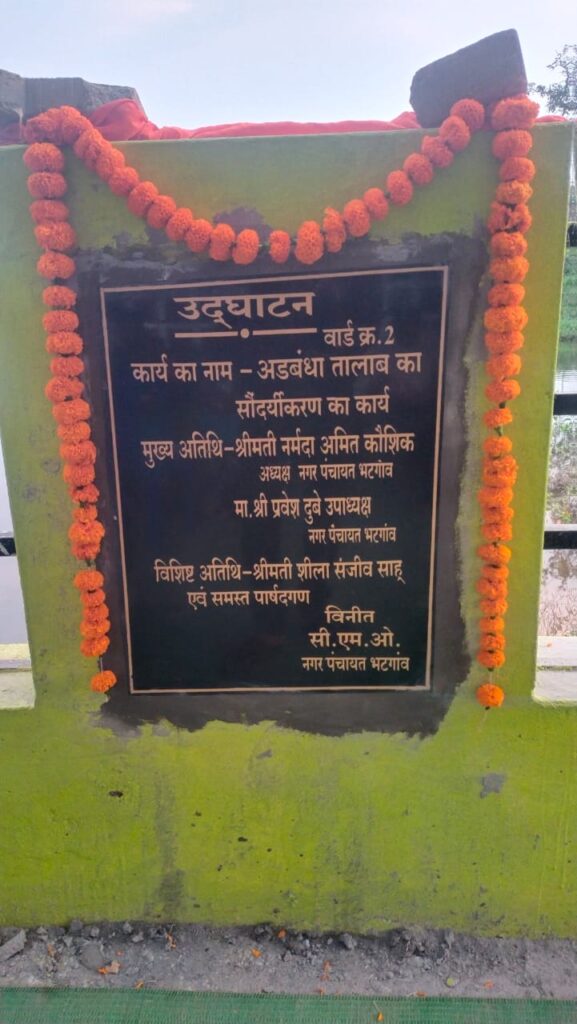 उद्घाटन
वार्ड क्र.2
कार्य का नाम – अडबंधा तालाब का
सौंदर्यीकरण का कार्य
मुख्य अतिथि–श्रीमती नर्मदा अमित कौशिक
अध्यक्ष नगर पंचायत भटगांव
मा.श्री प्रवेश दुबे उपाध्यक्ष
नगर पंचायत भटगांव
विशिष्ट अतिथि–श्रीमती शीला संजीव साहू
एवं समस्त पार्षदगण
विनीत
सी.एम.ओ.
नगर पंचायत भटगांव